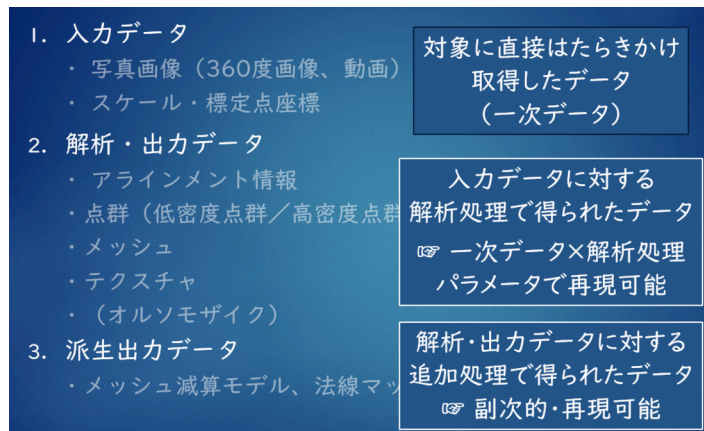 1. 入力データ
・ 写真画像（360度画像、動画）
・ スケール・標定点座標
対象に直接はたらきかけ
取得したデータ
（一次データ）
2. 解析・出力データ
・ アラインメント情報
・点群（低密度点群／高密度点群
・メッシュ
・テクスチャ
・（オルソモザイク）
入力データに対する
解析処理で得られたデータ
☞ 一次データ×解析処理
パラメータで再現可能
3. 派生出力データ
・メッシュ減算モデル、法線マッ
解析・出力データに対する
追加処理で得られたデータ
☞ 副次的・再現可能